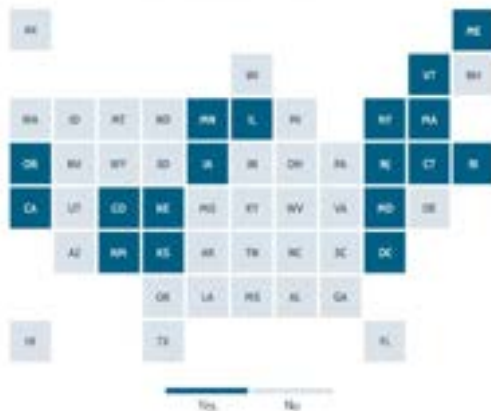 AK ME
WI VT NH
WA ID MT ND MN IL MI NY MA
OR NV WY SD IA IN OH PA NJ CT RI
CA UT CO NE MO KY WV VA MD DE
AZ NM KS AR TN NC SC DC
OK LA MS AL GA
HI TX FL
Yes No